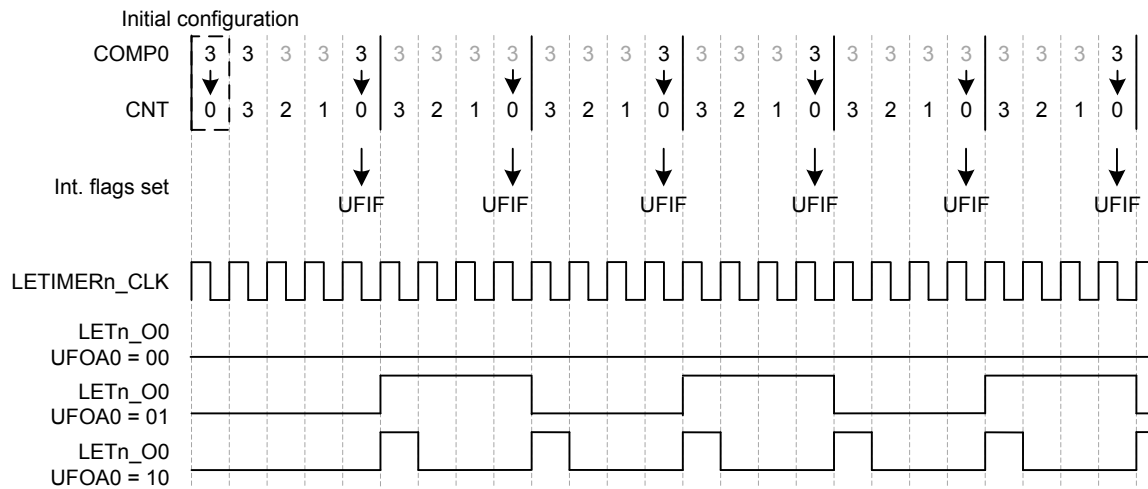 Initial configuration
COMP0 3 3 3 3 3 3 3 3 3 3 3 3 3 3 3 3 3 3 3 3 3 3 3 3 3
CNT 0 3 2 1 0 3 2 1 0 3 2 1 0 3 2 1 0 3 2 1 0 3 2 1 0
Int. flags set
UFIF UFIF UFIF UFIF UFIF UFIF
LETIMERn_CLK
LETn_O0
UFOA0 = 00
LETn_O0
UFOA0 = 01
LETn_O0
UFOA0 = 10